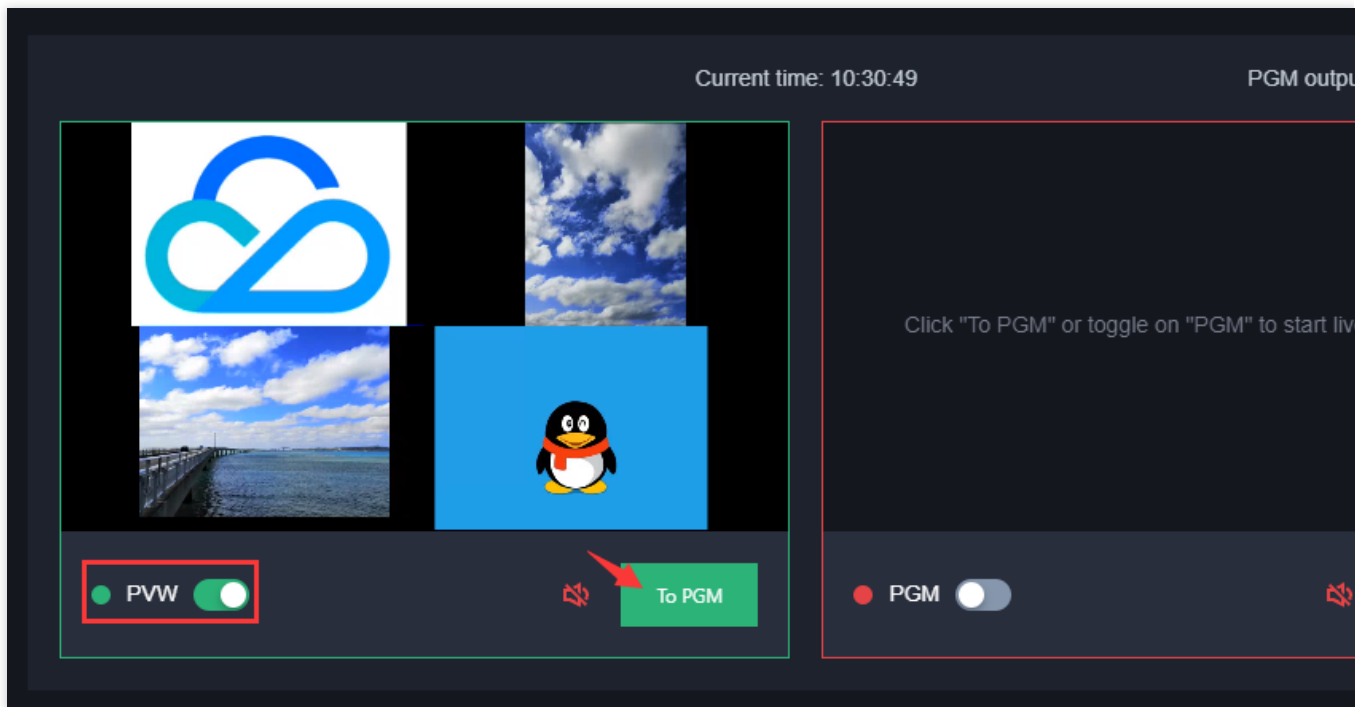 Current time: 10:30:49
PGM outpu
Click "To PGM" or toggle on "PGM" to start liv
PVW
To PGM
PGM